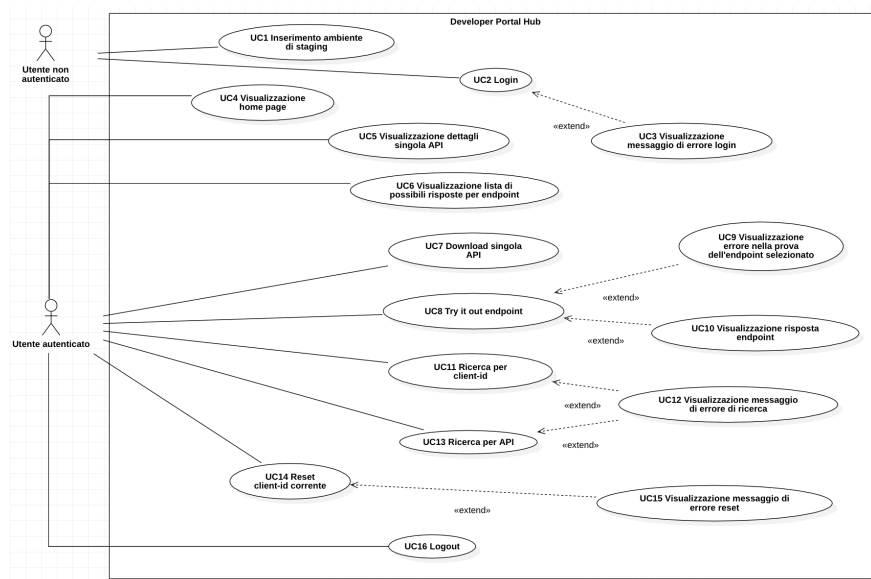 Developer Portal Hub
UC1 Inserimento ambiente
di staging
Utente non
autenticato
UC2 Login
UC4 Visualizzazione
home page
«extend»
UC3 Visualizzazione
messaggio di errore login
UC5 Visualizzazione dettagli
singola API
UC6 Visualizzazione lista di
possibili risposte per endpoint
UC9 Visualizzazione
errore nella prova
dell'endpoint selezionato
UC7 Download singola
API
«extend»
UC8 Try it out endpoint
UC10 Visualizzazione risposta
endpoint
«extend»
Utente autenticato
UC11 Ricerca per
client-id
UC12 Visualizzazione messaggio
di errore di ricerca
«extend»
UC13 Ricerca per API
«extend»
UC14 Reset
client-id corrente
UC15 Visualizzazione messaggio di
errore reset
«extend»
UC16 Logout